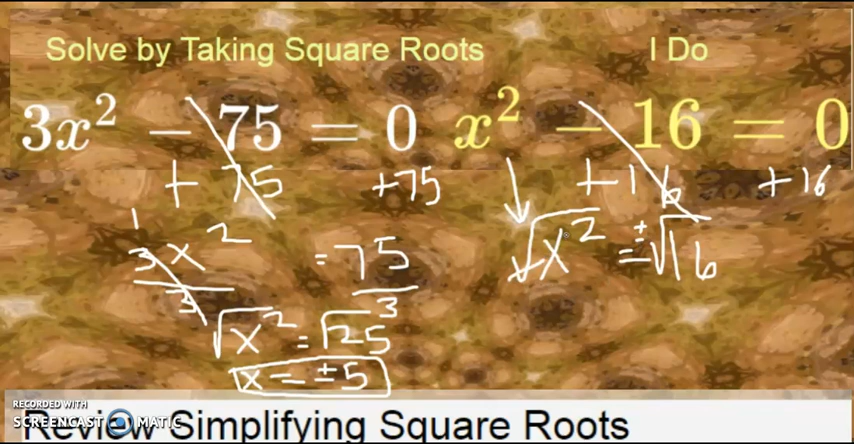 Solve by Taking Square Roots
I Do
3x² − 75 = 0
+ 75 +75
1
3x² = 75
3 3
√x² = √25
x = ±5
x² − 16 = 0
+16 +16
√x² = ±√16
RECORDED WITH
SCREENCAST MATIC
Review Simplifying Square Roots